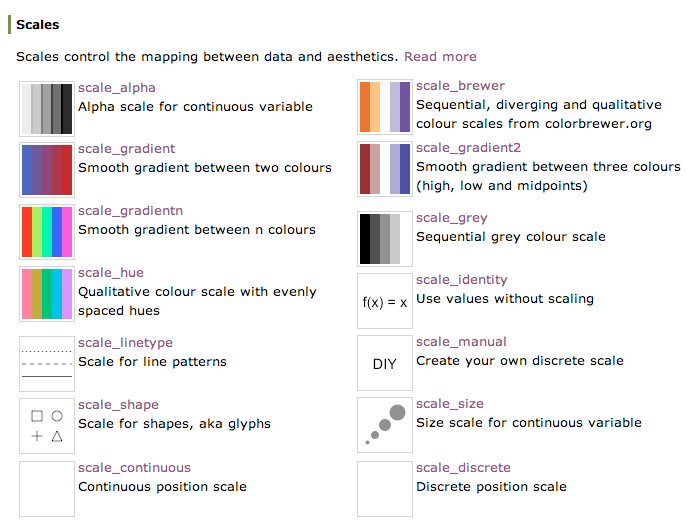 Scales
Scales control the mapping between data and aesthetics. Read more
scale_alpha
Alpha scale for continuous variable
scale_brewer
Sequential, diverging and qualitative
colour scales from colorbrewer.org
scale_gradient
Smooth gradient between two colours
scale_gradient2
Smooth gradient between three colours
(high, low and midpoints)
scale_gradientn
Smooth gradient between n colours
scale_grey
Sequential grey colour scale
scale_hue
Qualitative colour scale with evenly
spaced hues
f(x) = x
scale_identity
Use values without scaling
scale_linetype
Scale for line patterns
DIY
scale_manual
Create your own discrete scale
scale_shape
Scale for shapes, aka glyphs
scale_size
Size scale for continuous variable
scale_continuous
Continuous position scale
scale_discrete
Discrete position scale